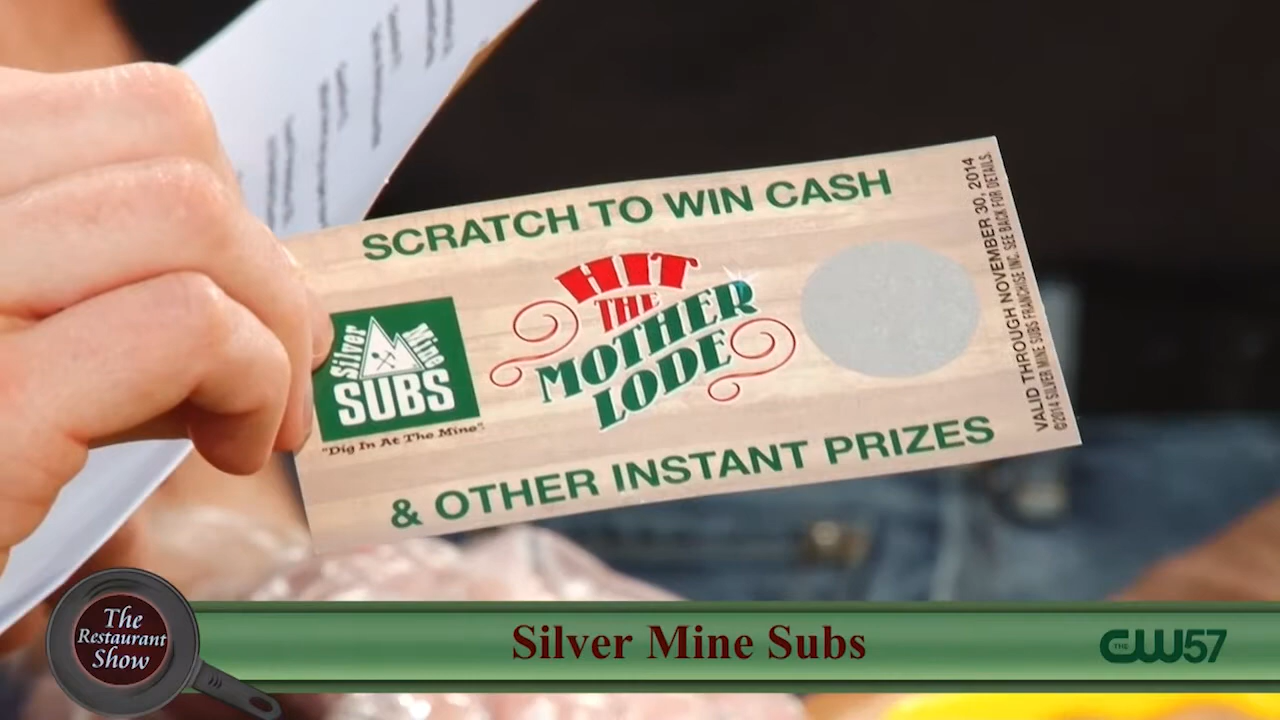 SCRATCH TO WIN CASH
HIT
THE
MOTHER
LODE
Silver Mine
SUBS
"Dig In At The Mine"
& OTHER INSTANT PRIZES
VALID THROUGH NOVEMBER 30, 2014
©2014 SILVER MINE SUBS FRANCHISE INC. SEE BACK FOR DETAILS.
The
Restaurant
Show
Silver Mine Subs
THE CW57